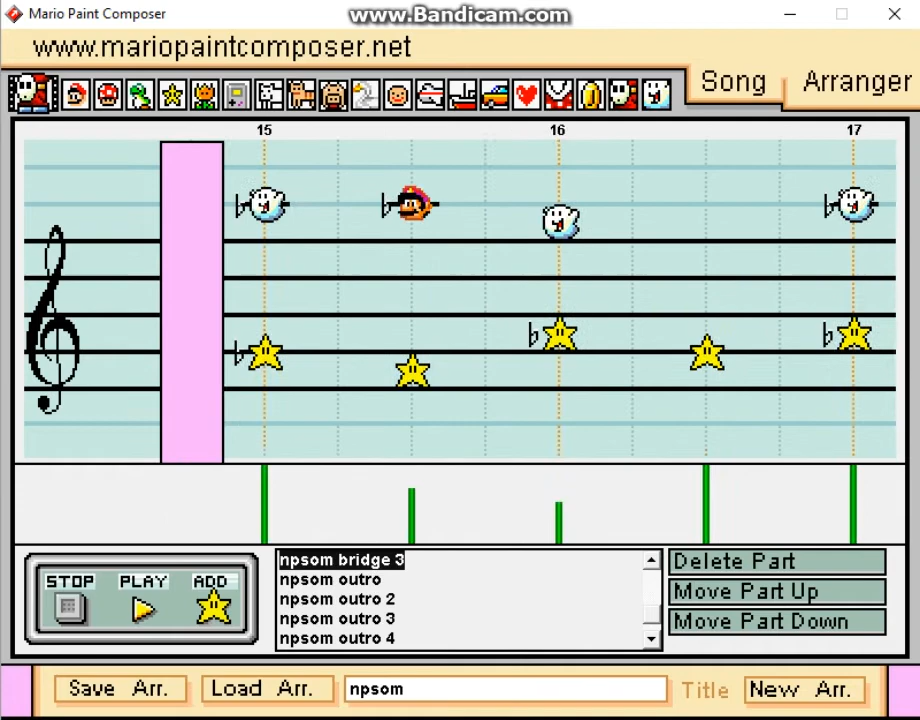 Mario Paint Composer
www.Bandicam.com
www.mariopaintcomposer.net
Song
Arranger
15
16
17
STOP PLAY ADD
npsom bridge 3
npsom outro
npsom outro 2
npsom outro 3
npsom outro 4
Delete Part
Move Part Up
Move Part Down
Save Arr.
Load Arr.
npsom
Title
New Arr.